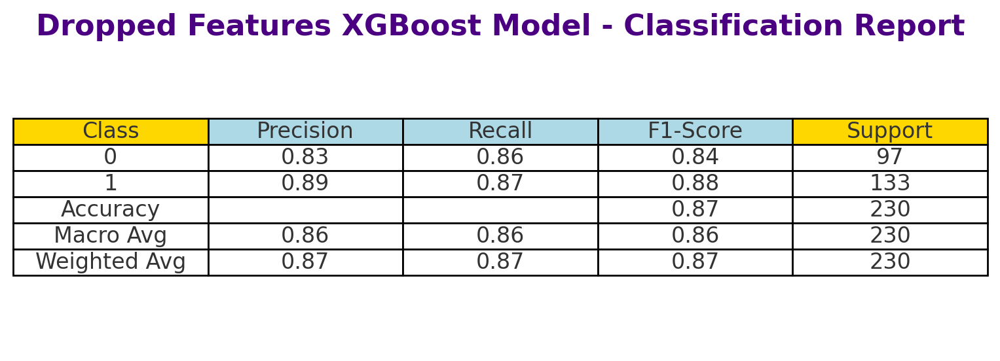 Dropped Features XGBoost Model - Classification Report
Class Precision Recall F1-Score Support
0 0.83 0.86 0.84 97
1 0.89 0.87 0.88 133
Accuracy 0.87 230
Macro Avg 0.86 0.86 0.86 230
Weighted Avg 0.87 0.87 0.87 230